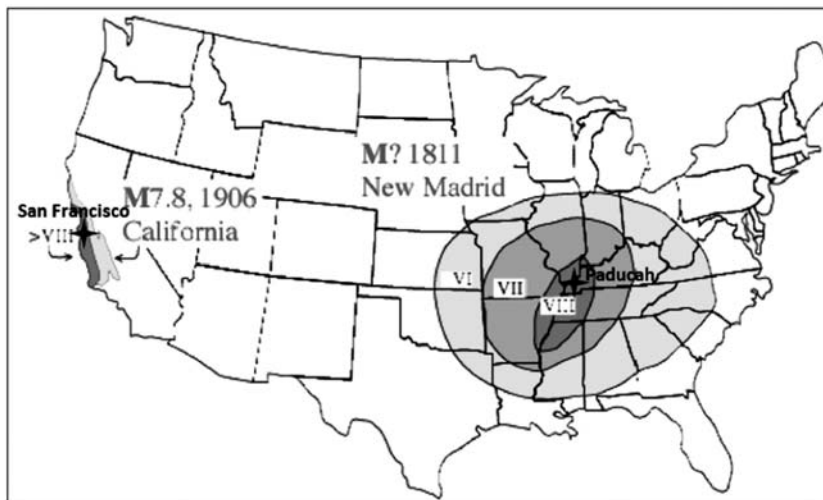 M? 1811
New Madrid
M7.8, 1906
California
San Francisco
>VIII
VI
VII
VIII
Paducah